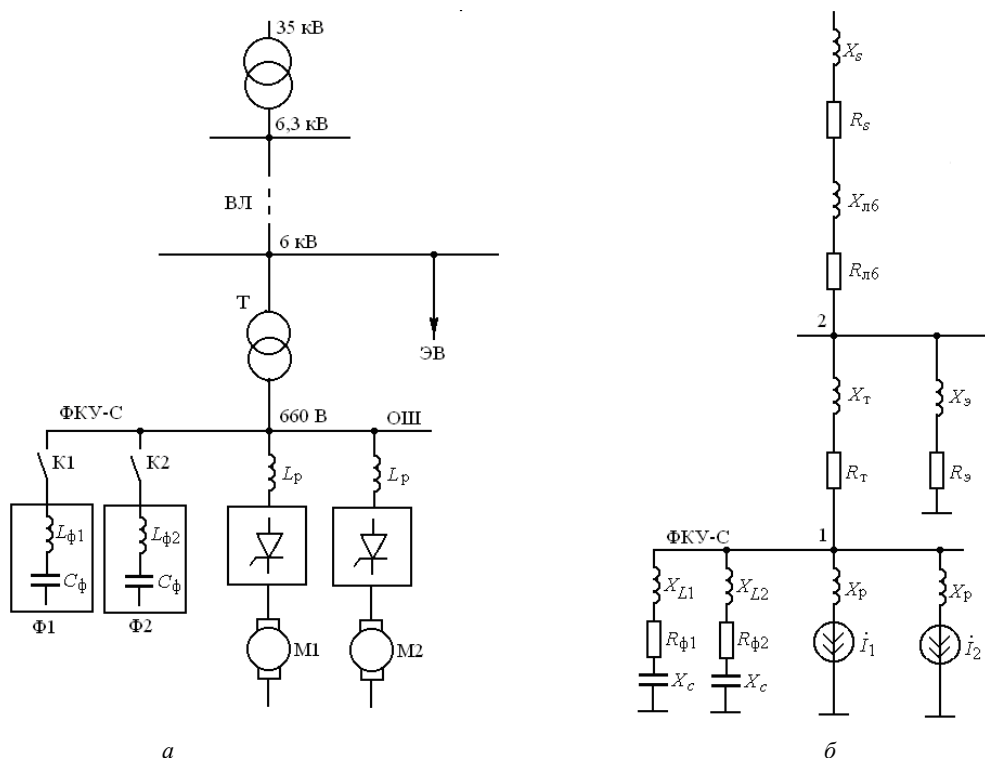 35 кВ
6,3 кВ
ВЛ
6 кВ
Т
ЭВ
ФКУ-С
660 В
ОШ
К1
К2
Lр
Lр
Lф1
Lф2
Cф
Cф
Ф1
Ф2
М1
М2
а
Xs
Rs
Xлб
Rлб
2
Xт
Xэ
Rт
Rэ
1
ФКУ-С
XL1
XL2
Xр
Xр
Rф1
Rф2
İ1
İ2
Xc
Xc
б